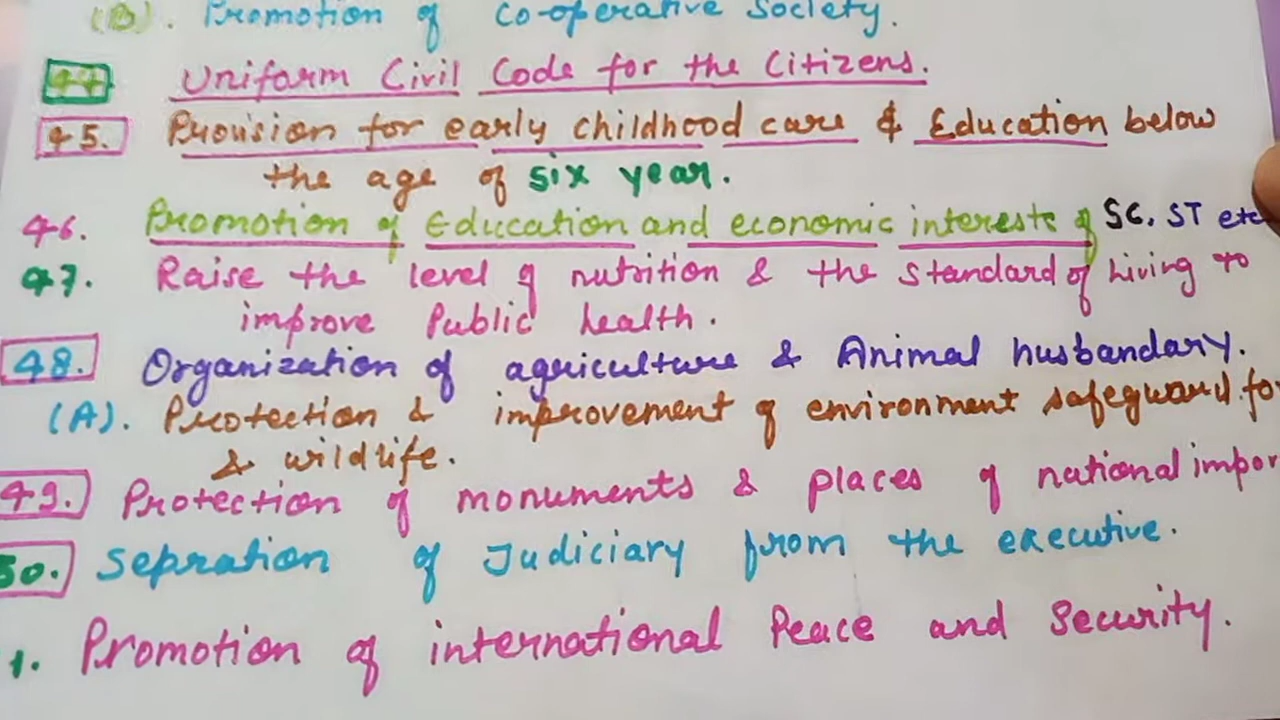 (B). Promotion of Co-operative Society.
44 Uniform Civil Code for the Citizens.
45. Provision for early childhood care & Education below
the age of six year.
46. Promotion of Education and economic interests of SC. ST etc
47. Raise the level of nutrition & the standard of living to
improve Public health.
48. Organization of agriculture & Animal husbandary.
(A). Protection & improvement of environment safeguard. fo
& wildlife.
49. Protection of monuments & places of national impor
50. Sepration of Judiciary from the executive.
1. Promotion of international Peace and Security.